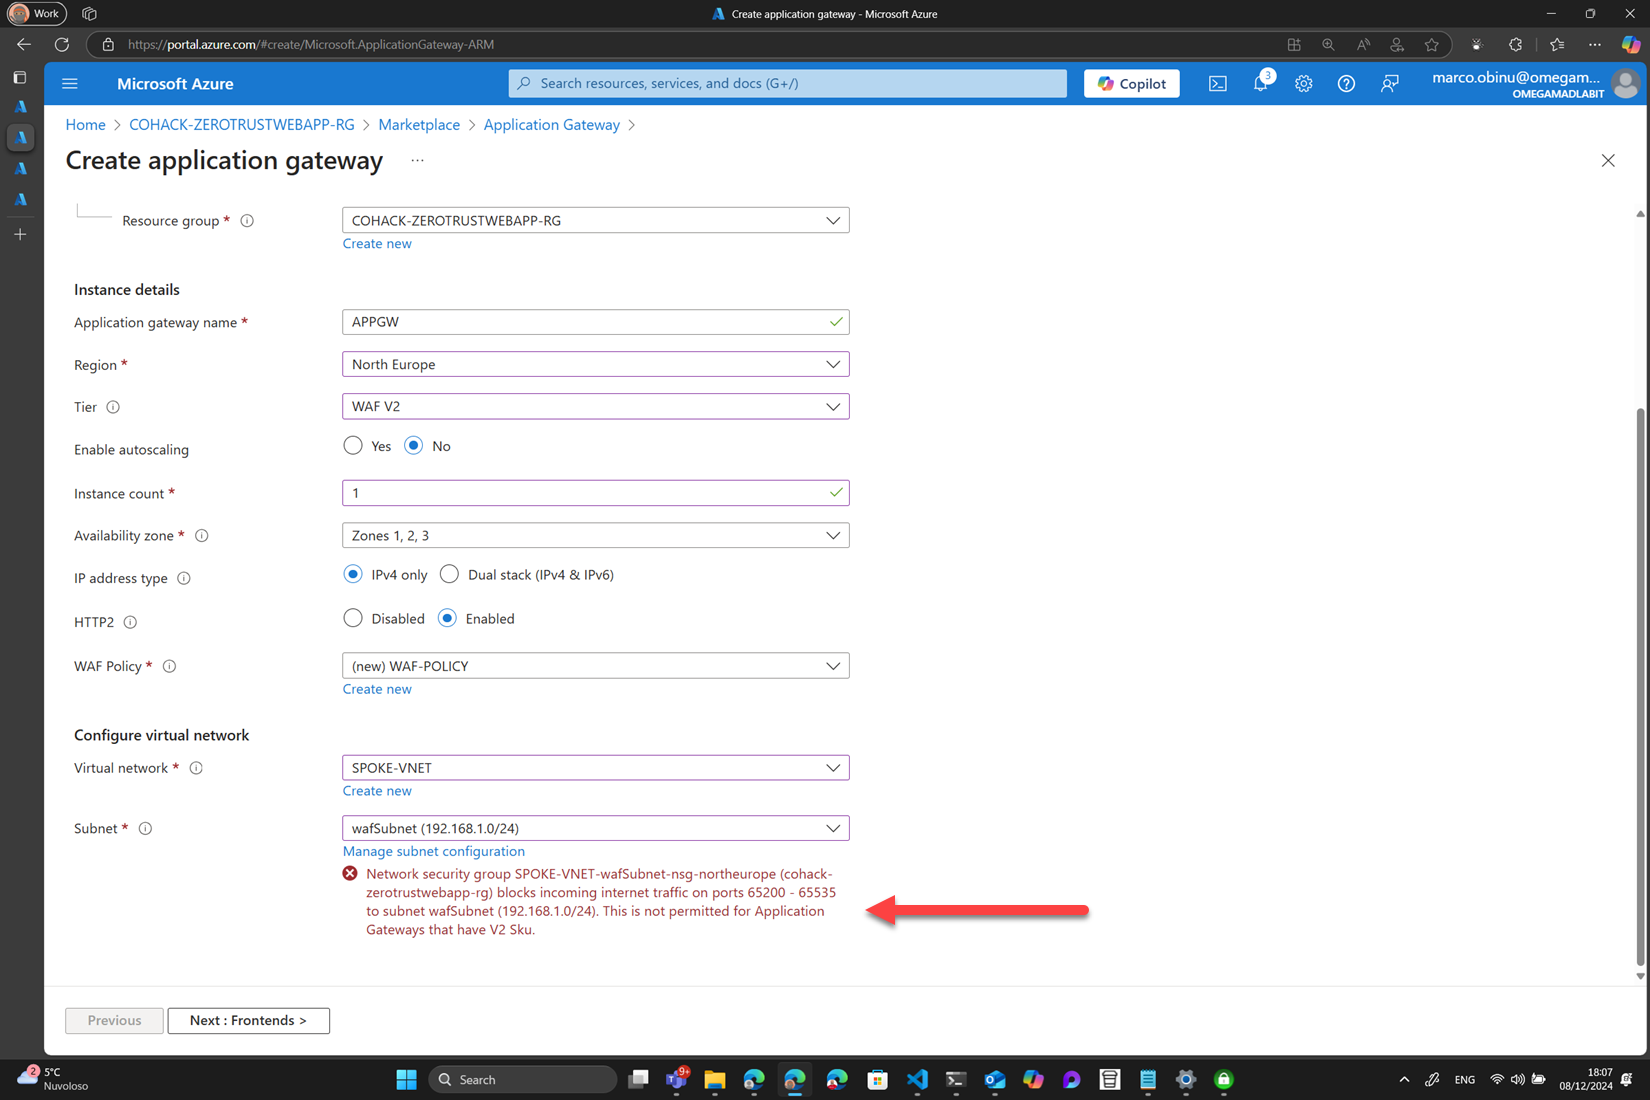 Work
Create application gateway - Microsoft Azure
https://portal.azure.com/#create/Microsoft.ApplicationGateway-ARM
Microsoft Azure
Search resources, services, and docs (G+/)
Copilot
3
marco.obinu@omegam...
OMEGAMADLABIT
Home > COHACK-ZEROTRUSTWEBAPP-RG > Marketplace > Application Gateway >
Create application gateway ...
Resource group *
COHACK-ZEROTRUSTWEBAPP-RG
Create new
Instance details
Application gateway name *
APPGW
Region *
North Europe
Tier
WAF V2
Enable autoscaling
Yes
No
Instance count *
1
Availability zone *
Zones 1, 2, 3
IP address type
IPv4 only
Dual stack (IPv4 & IPv6)
HTTP2
Disabled
Enabled
WAF Policy *
(new) WAF-POLICY
Create new
Configure virtual network
Virtual network *
SPOKE-VNET
Create new
Subnet *
wafSubnet (192.168.1.0/24)
Manage subnet configuration
Network security group SPOKE-VNET-wafSubnet-nsg-northeurope (cohack-
zerotrustwebapp-rg) blocks incoming internet traffic on ports 65200 - 65535
to subnet wafSubnet (192.168.1.0/24). This is not permitted for Application
Gateways that have V2 Sku.
Previous
Next : Frontends >
2
5°C
Nuvoloso
Search
9+
ENG
18:07
08/12/2024